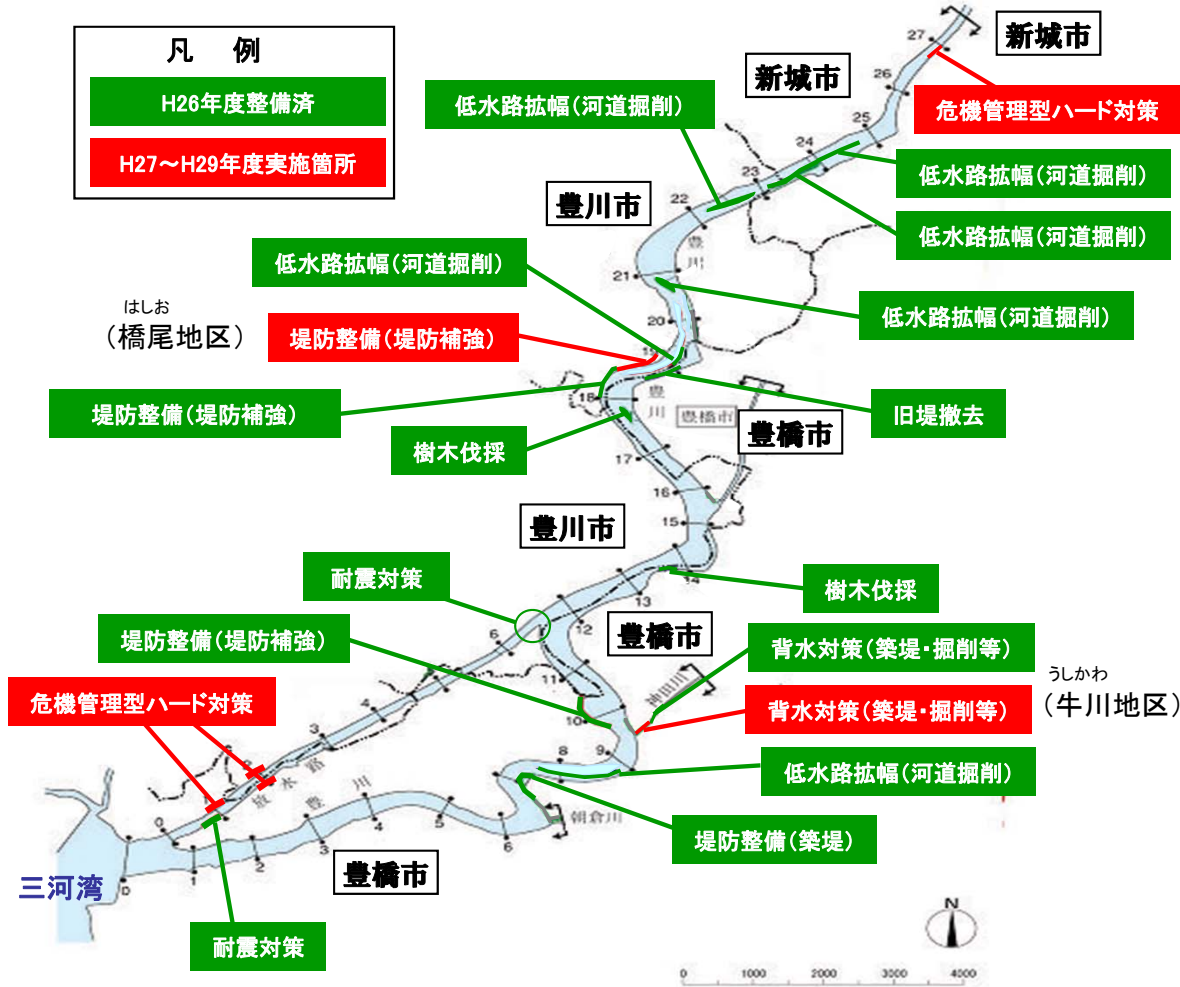 凡 例
H26年度整備済
H27～H29年度実施箇所
新城市
新城市
27
26
25
24
23
22
危機管理型ハード対策
低水路拡幅（河道掘削）
低水路拡幅（河道掘削）
低水路拡幅（河道掘削）
豊川市
豊川
低水路拡幅（河道掘削）
21
低水路拡幅（河道掘削）
はしお
（橋尾地区）
20
堤防整備（堤防補強）
19
18
堤防整備（堤防補強）
豊川
豊橋市
豊橋市
旧堤撤去
樹木伐採
17
16
15
豊川市
14
13
12
耐震対策
樹木伐採
豊橋市
堤防整備（堤防補強）
6
11
神田川
背水対策（築堤・掘削等）
うしかわ
（牛川地区）
背水対策（築堤・掘削等）
危機管理型ハード対策
10
9
8
4
3
放水路
低水路拡幅（河道掘削）
豊川
朝倉川
堤防整備（築堤）
0
0
1
2
3
4
5
6
豊橋市
三河湾
耐震対策
N
0 1000 2000 3000 4000